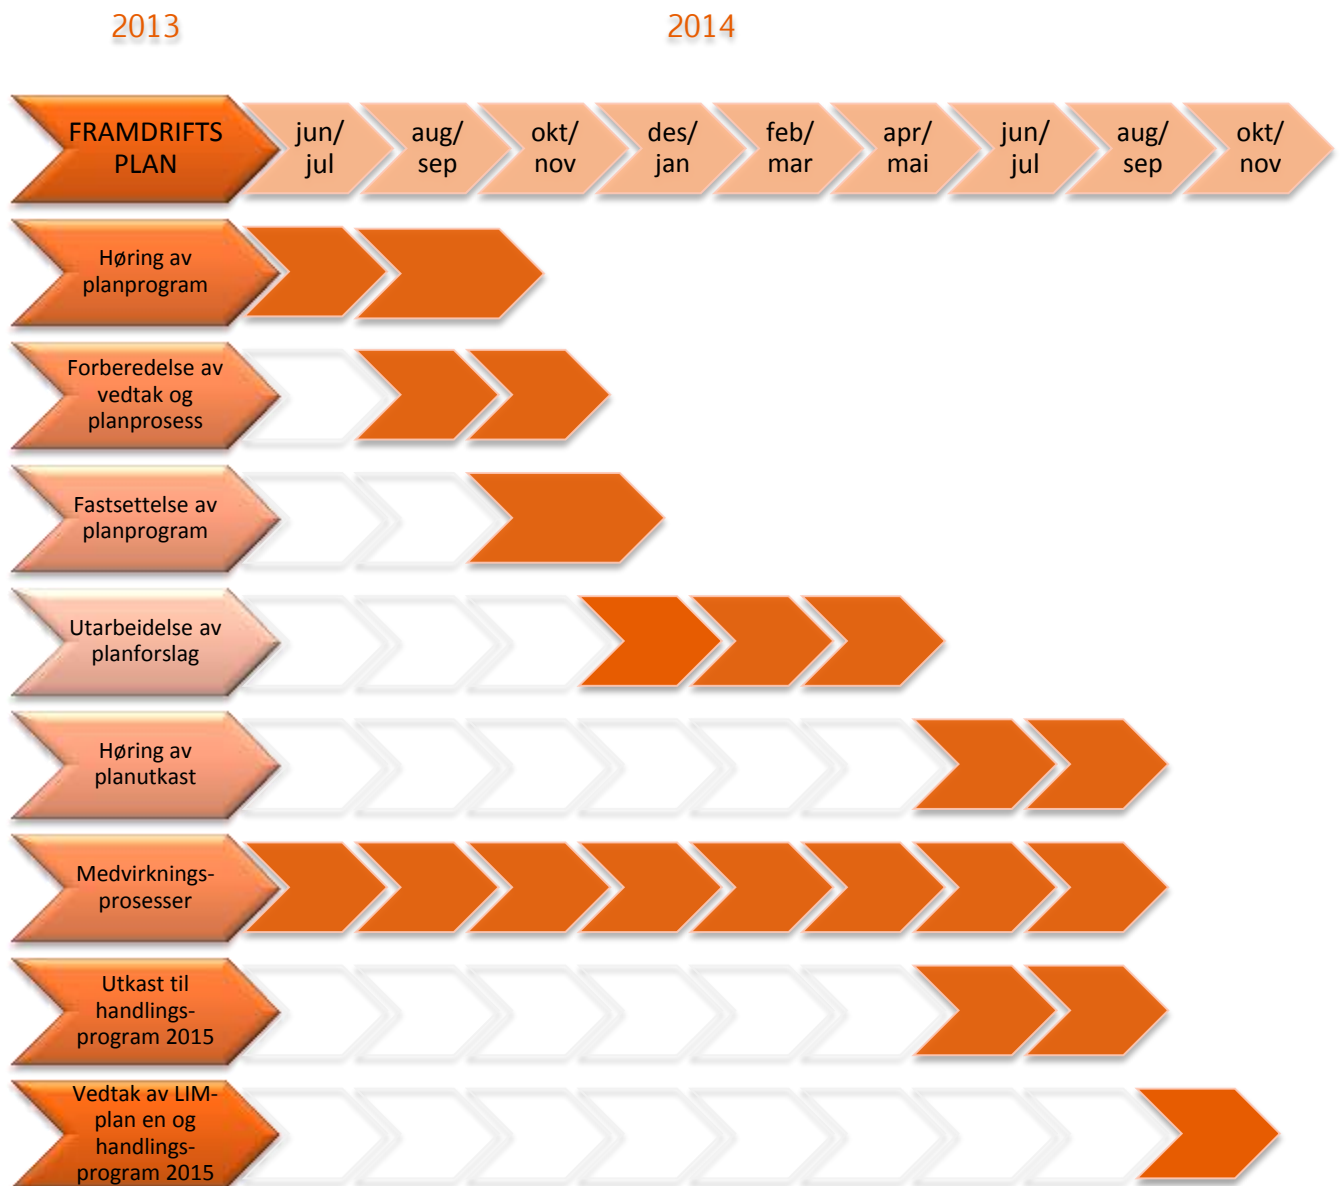 2013
2014
FRAMDRIFTS
PLAN
jun/
jul
aug/
sep
okt/
nov
des/
jan
feb/
mar
apr/
mai
jun/
jul
aug/
sep
okt/
nov
Høring av
planprogram
Forberedelse av
vedtak og
planprosess
Fastsettelse av
planprogram
Utarbeidelse av
planforslag
Høring av
planutkast
Medvirknings-
prosesser
Utkast til
handlings-
program 2015
Vedtak av LIM-
plan en og
handlings-
program 2015